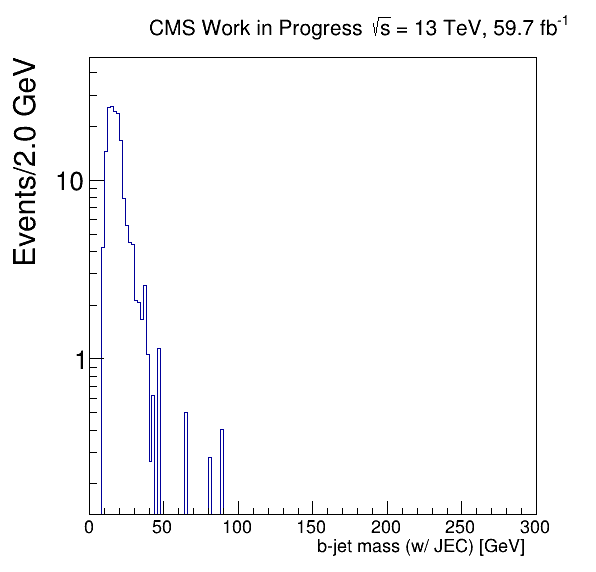 CMS Work in Progress √s = 13 TeV, 59.7 fb⁻¹
Events/2.0 GeV
10
1
0 50 100 150 200 250 300
b-jet mass (w/ JEC) [GeV]